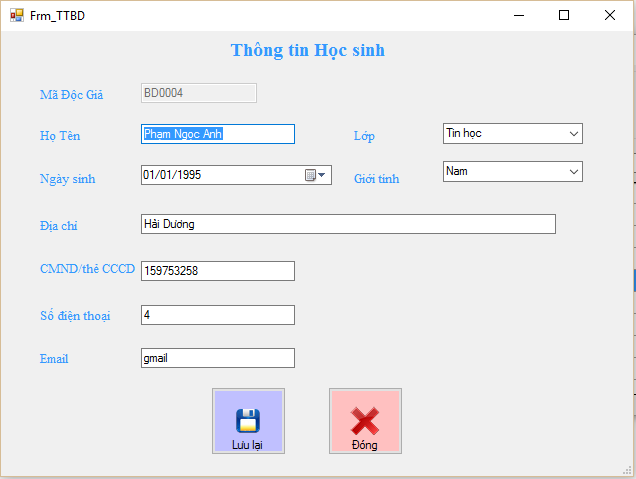 Frm_TTBD
Thông tin Học sinh
Mã Độc Giả BD0004
Họ Tên Phạm Ngọc Anh Lớp Tin học
Ngày sinh 01/01/1995 Giới tính Nam
Địa chỉ Hải Dương
CMND/thẻ CCCD 159753258
Số điện thoại 4
Email gmail
Lưu lại Đóng